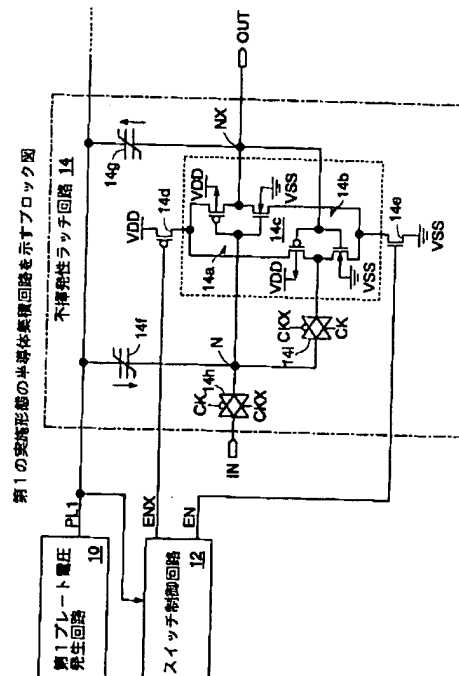 第1の実施形態の半導体集積回路を示すブロック図
不揮発性ラッチ回路 14
第1プレート電圧
発生回路 10
PL1
スイッチ制御回路
12
ENX
EN
14f
14g
14d
VDD
N
NX
OUT
IN
CK
14h
CKX
14a
VDD
14c
VSS
14b
VDD
VSS
CKX
14i
CK
14e
VSS